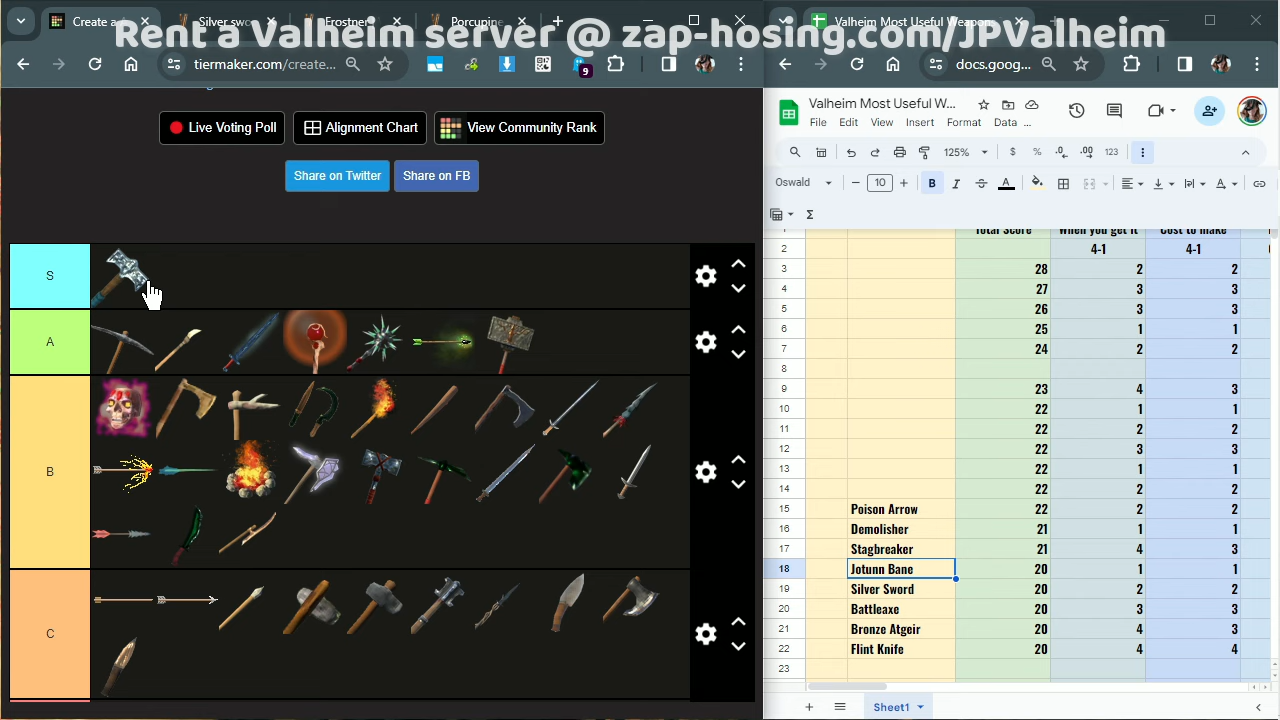 Create a
Silver swo
Frostner
Porcu
Valheim Most Useful Weapons
Rent a Valheim server @ zap-hosing.com/JPValheim
tiermaker.com/create...
9
docs.goog...
Live Voting Poll
Alignment Chart
View Community Rank
Share on Twitter
Share on FB
S
A
B
C
Valheim Most Useful W...
File Edit View Insert Format Data ...
125% $ % .0 .00 123
Oswald 10 B I A
1 Total Score When you get it Cost to make
2 4-1 4-1
3 28 2 2
4 27 3 3
5 26 3 3
6 25 1 1
7 24 2 2
8
9 23 4 3
10 22 1 1
11 22 2 2
12 22 3 3
13 22 1 1
14 22 2 2
15 Poison Arrow 22 2 2
16 Demolisher 21 1 1
17 Stagbreaker 21 4 3
18 Jotunn Bane 20 1 1
19 Silver Sword 20 2 2
20 Battleaxe 20 3 3
21 Bronze Atgeir 20 4 3
22 Flint Knife 20 4 4
23
Sheet1